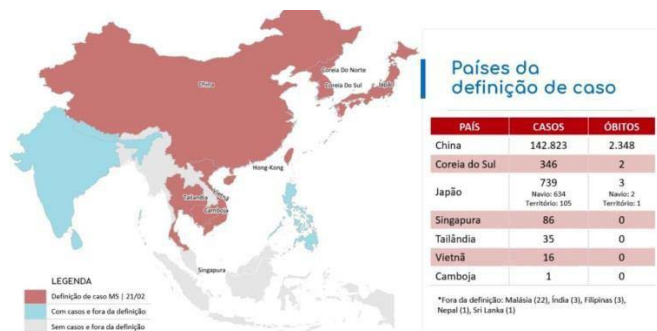 Coreia Do Norte
China
Coreia Do Sul
Japão
Hong-Kong
Vietnã
Tailândia
Camboja
Singapura
LEGENDA
Definição de caso MS | 21/02
Com casos e fora da definição
Sem casos e fora da definição
Países da
definição de caso
PAÍS CASOS ÓBITOS
China 142.823 2.348
Coreia do Sul 346 2
Japão 739 3
Navio: 634 Navio: 2
Território: 105 Território: 1
Singapura 86 0
Tailândia 35 0
Vietnã 16 0
Camboja 1 0
*Fora da definição: Malásia (22), Índia (3), Filipinas (3),
Nepal (1), Sri Lanka (1)